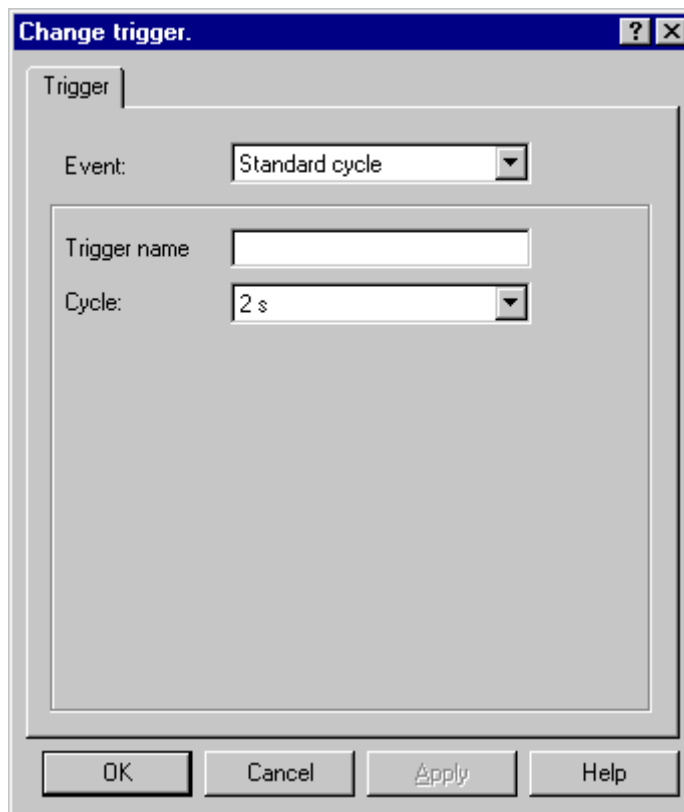 Change trigger.
Trigger
Event: Standard cycle
Trigger name
Cycle: 2 s
OK Cancel Apply Help